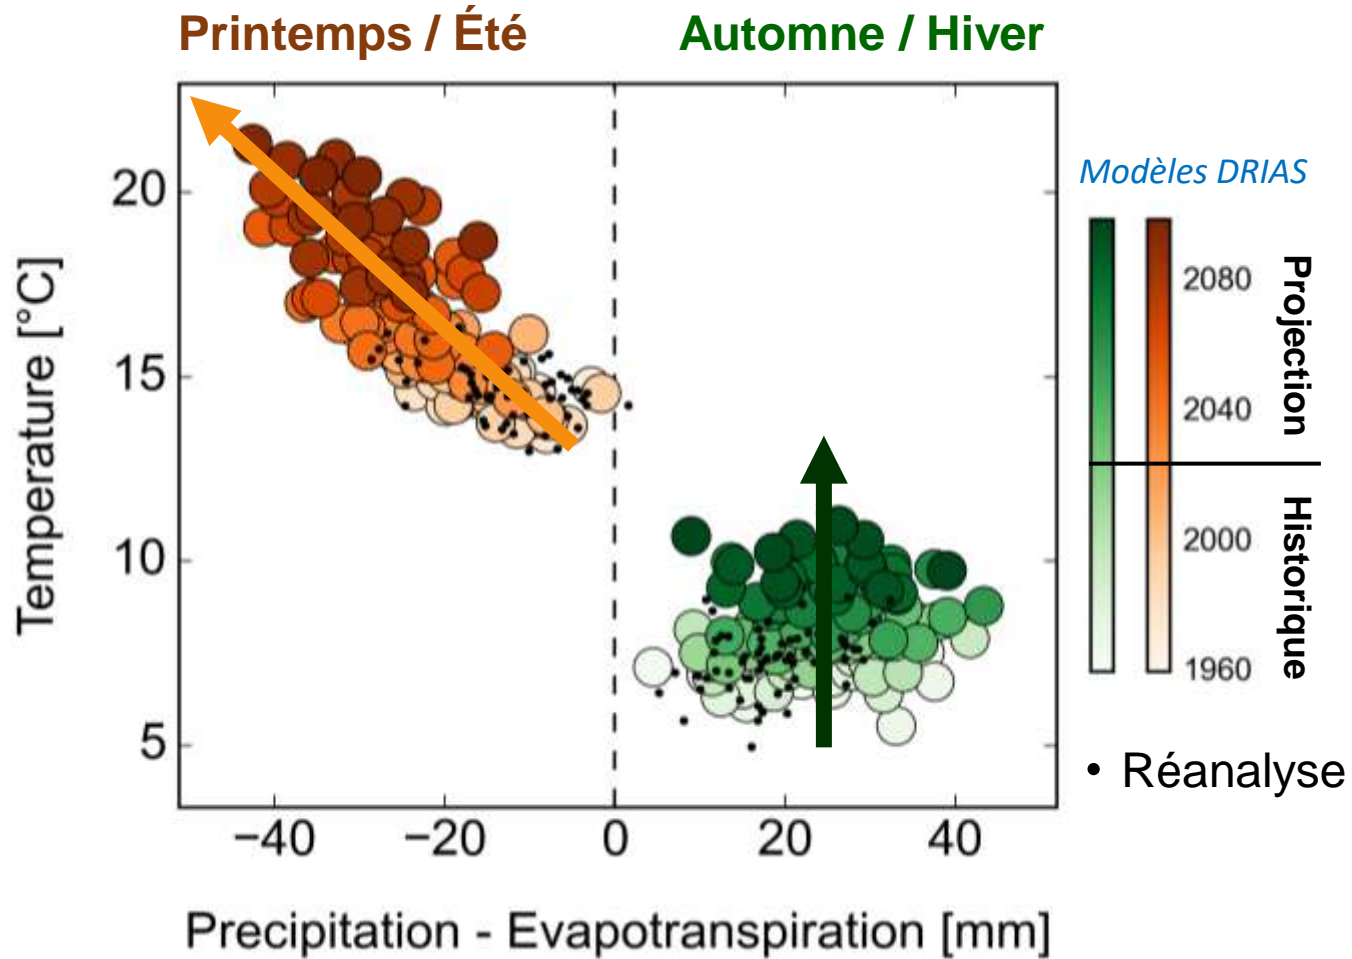 Printemps / Été
Automne / Hiver
Modèles DRIAS
20
15
10
5
Temperature [°C]
−40
−20
0
20
40
Precipitation - Evapotranspiration [mm]
2080
2040
2000
1960
Projection
Historique
• Réanalyse